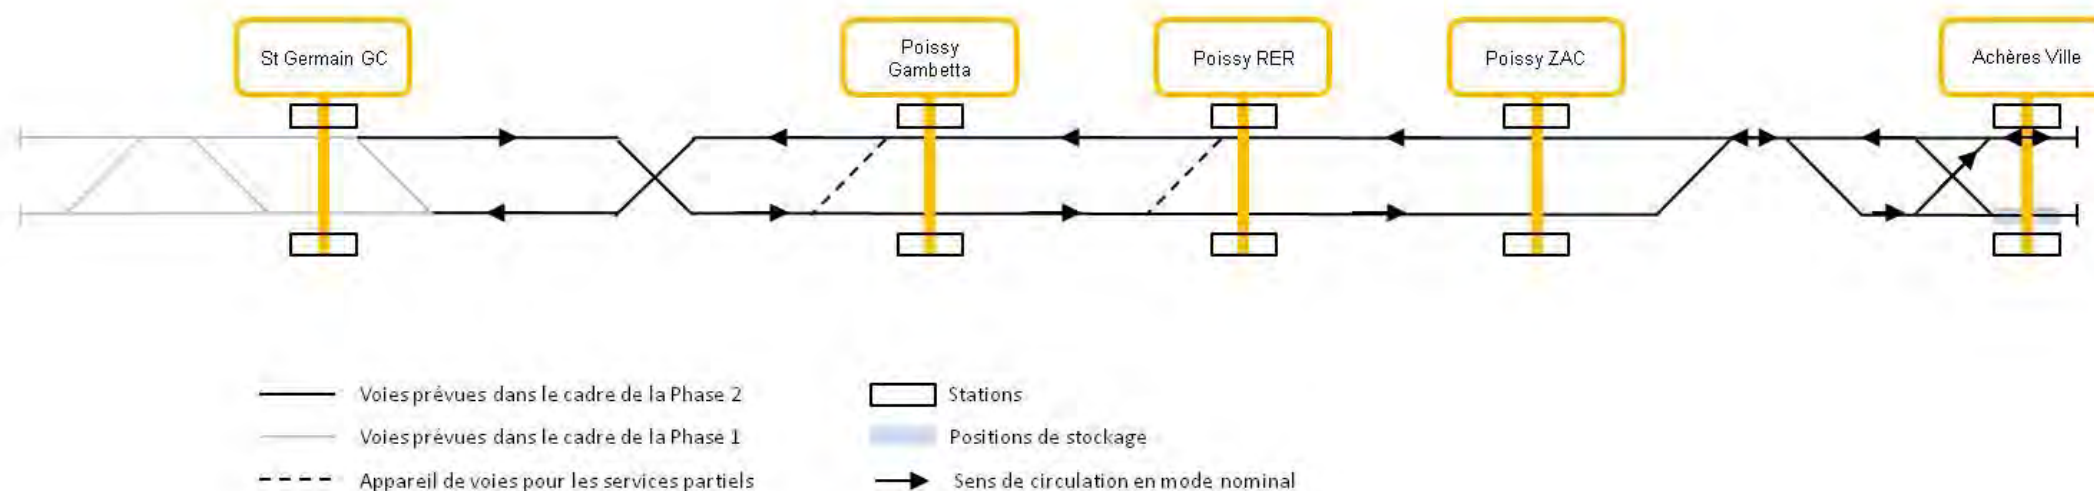 St Germain GC
Poissy
Gambetta
Poissy RER
Poissy ZAC
Achères Ville
Voies prévues dans le cadre de la Phase 2
Stations
Voies prévues dans le cadre de la Phase 1
Positions de stockage
Appareil de voies pour les services partiels
Sens de circulation en mode nominal